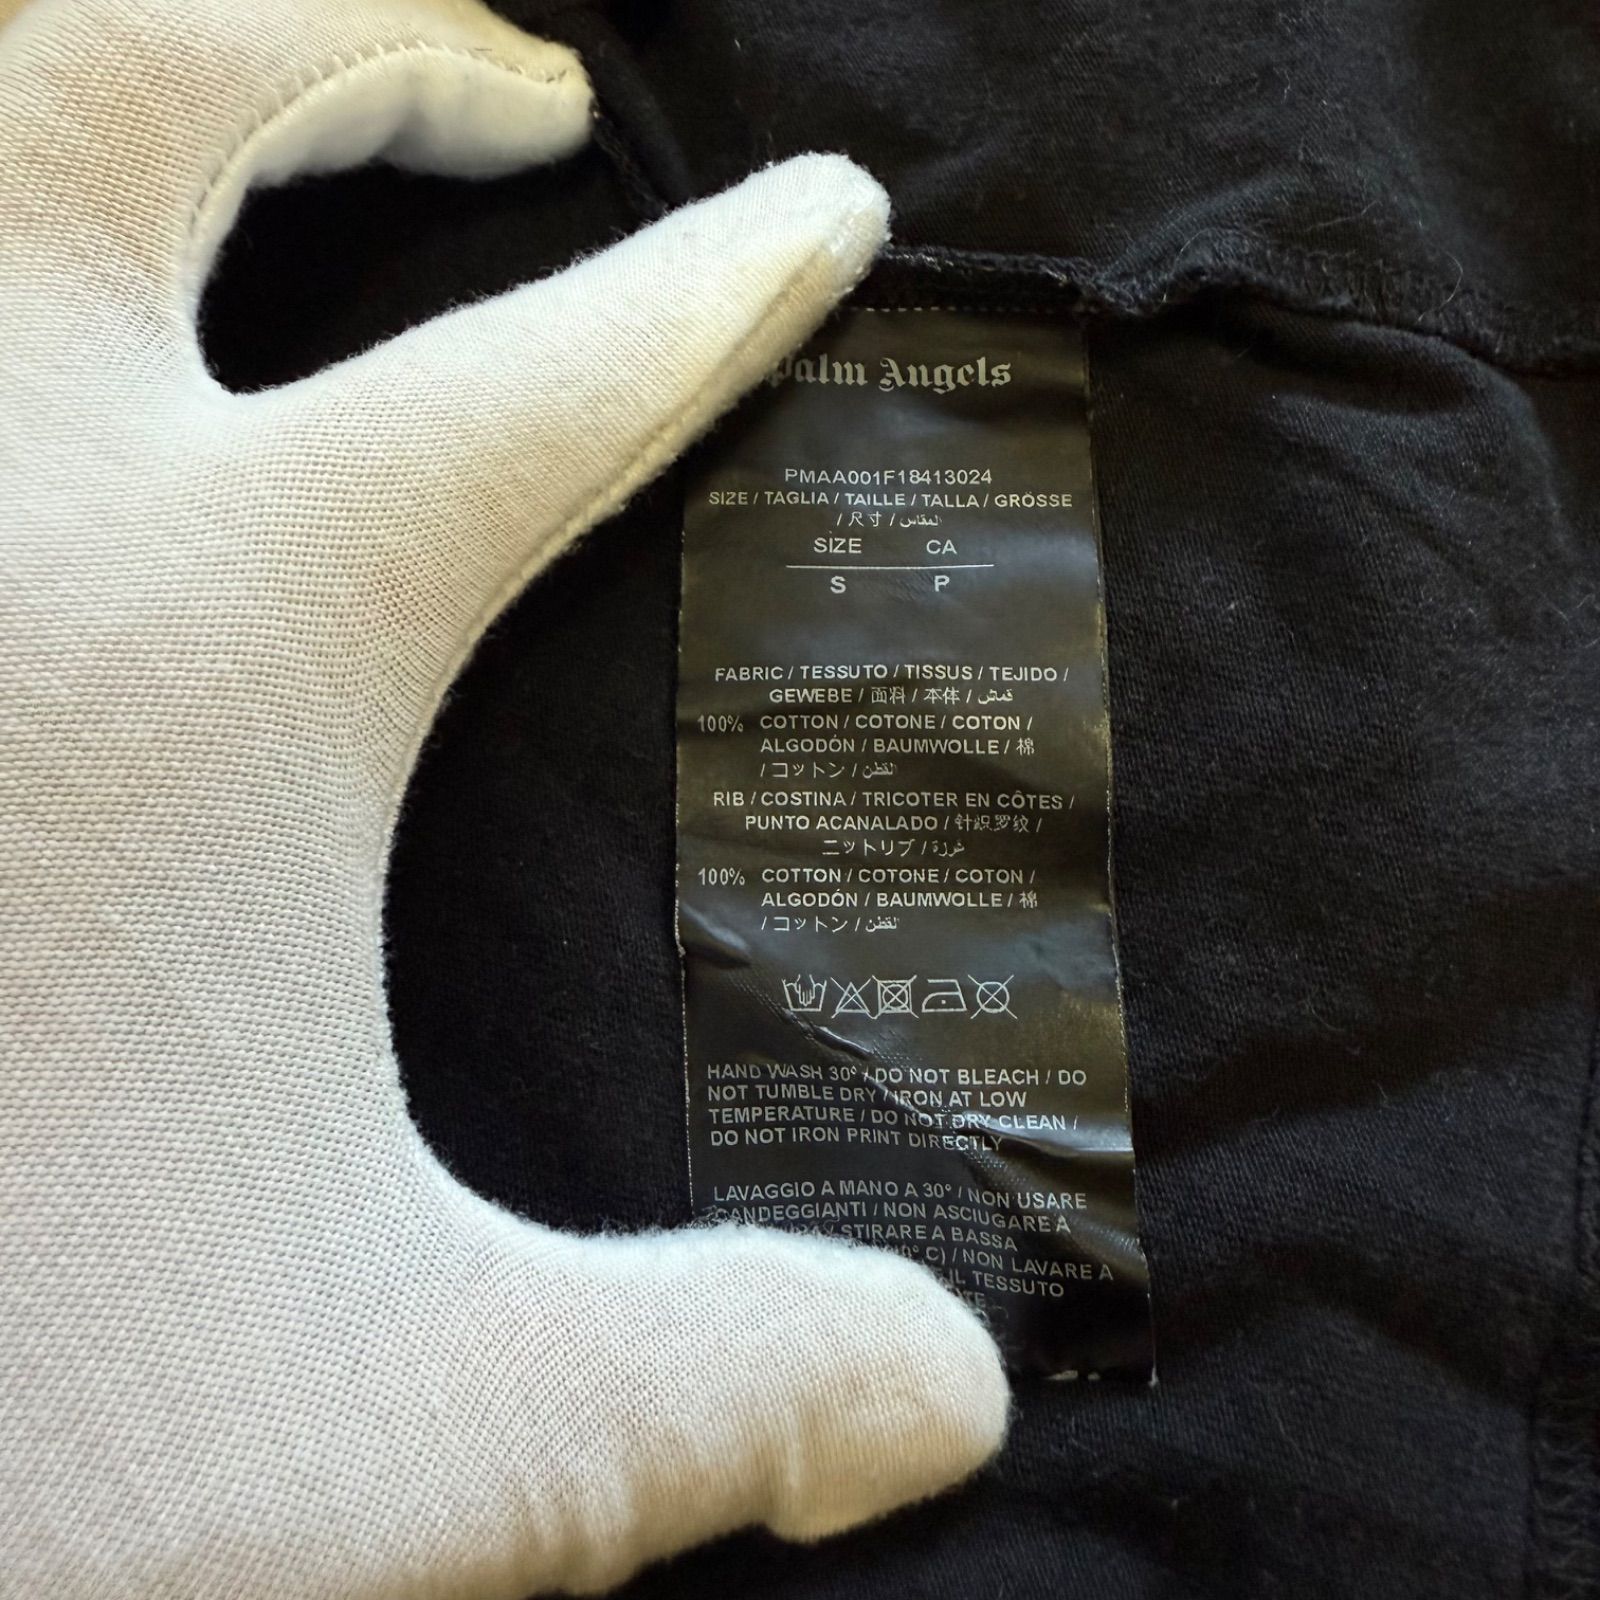 Palm Angels
PMAA001F18413024
SIZE / TAGLIA / TAILLE / TALLA / GRÖSSE
/ 尺寸 / المقاس
SIZE CA
S P
FABRIC / TESSUTO / TISSUS / TEJIDO /
GEWEBE / 面料 / 本体 / قماش
100% COTTON / COTONE / COTON /
ALGODÓN / BAUMWOLLE / 棉
/ コットン / القطن
RIB / COSTINA / TRICOTER EN CÔTES /
PUNTO ACANALADO / 针织罗纹 /
ニットリブ / غرزة
100% COTTON / COTONE / COTON /
ALGODÓN / BAUMWOLLE / 棉
/ コットン / القطن
HAND WASH 30° / DO NOT BLEACH / DO
NOT TUMBLE DRY / IRON AT LOW
TEMPERATURE / DO NOT DRY CLEAN /
DO NOT IRON PRINT DIRECTLY
LAVAGGIO A MANO A 30° / NON USARE
CANDEGGIANTI / NON ASCIUGARE A
STIRARE A BASSA
C) / NON LAVARE A
IL TESSUTO